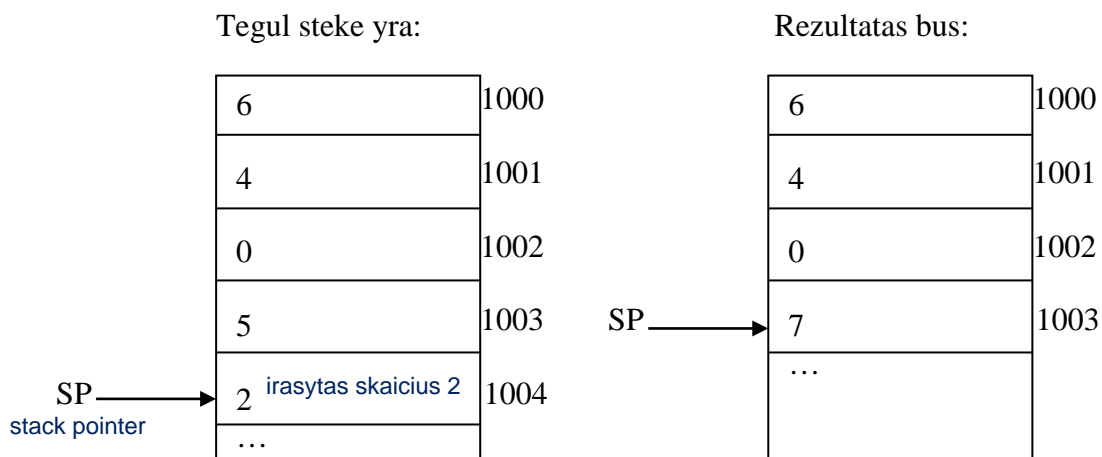 Tegul steke yra:
Rezultatas bus:
6 1000
6 1000
4 1001
4 1001
0 1002
0 1002
5 1003
SP 7 1003
SP 2 irasytas skaicius 2 1004
…
stack pointer
…